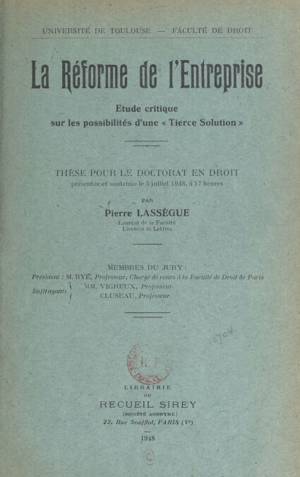 UNIVERSITÉ DE TOULOUSE — FACULTÉ DE DROIT
La Réforme de l'Entreprise
Etude critique
sur les possibilités d'une « Tierce Solution »
THÈSE POUR LE DOCTORAT EN DROIT
présentée et soutenue le 5 juillet 1948, à 17 heures
PAR
Pierre LASSÈGUE
Lauréat de la Faculté
Licencié ès Lettres
MEMBRES DU JURY :
Président : M. HYÉ, Professeur, Chargé de cours à la Faculté de Droit de Paris
Suffragants MM. VIGREUX, Professeur
CLUSEAU, Professeur
LIBRAIRIE
DU
RECUEIL SIREY
(SOCIÉTÉ ANONYME)
22, Rue Soufflot, PARIS (Vᵉ)
1948